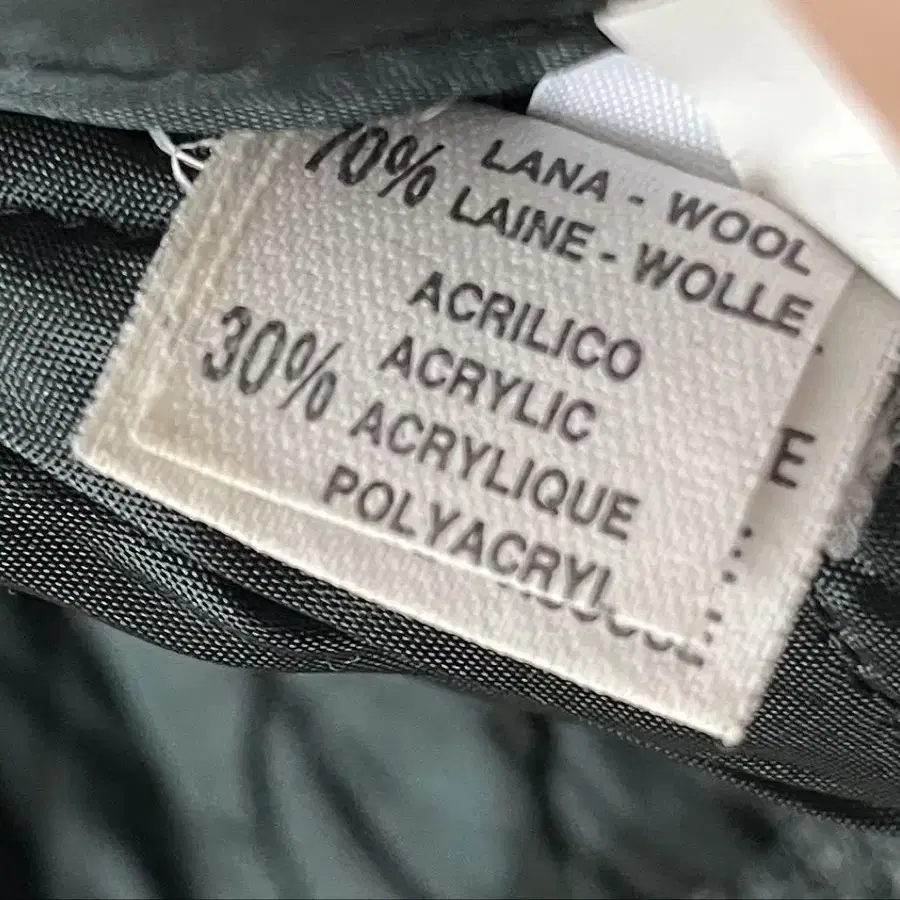 70% LANA - WOOL
LAINE - WOLLE
ACRILICO
ACRYLIC
30% ACRYLIQUE
POLYACRYL
E